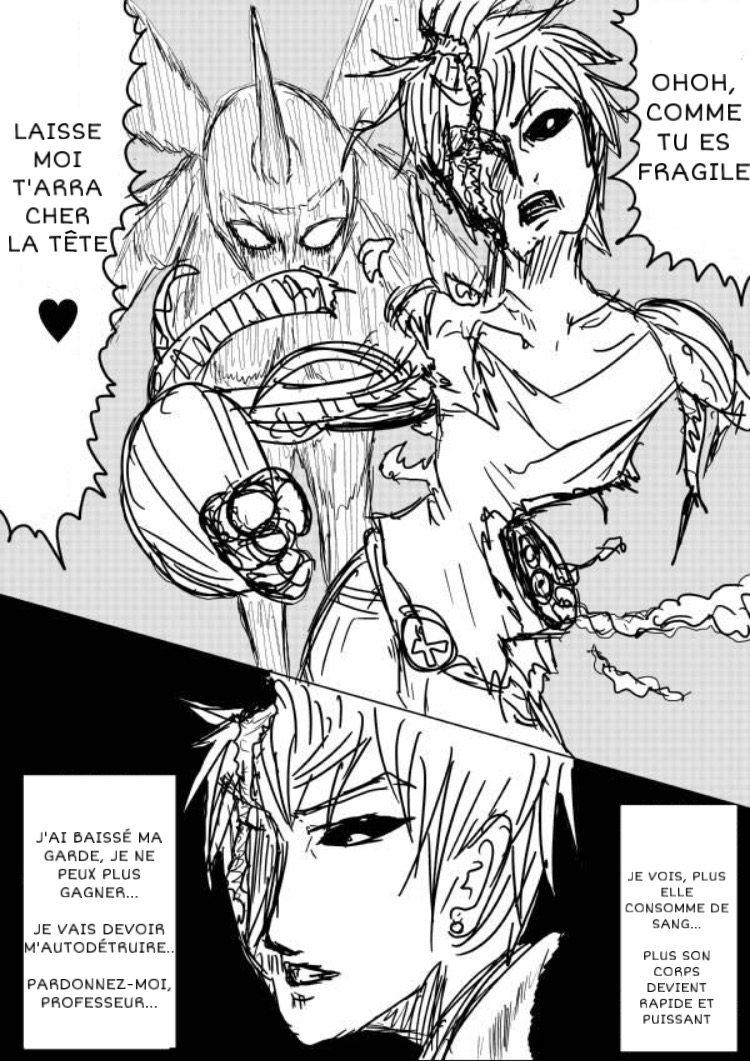 OHOH,
COMME
TU ES
FRAGILE
LAISSE
MOI
T'ARRA
CHER
LA TÊTE
♥
JE VOIS, PLUS
ELLE
CONSOMME DE
SANG...
PLUS SON
CORPS
DEVIENT
RAPIDE ET
PUISSANT
J'AI BAISSÉ MA
GARDE, JE NE
PEUX PLUS
GAGNER...
JE VAIS DEVOIR
M'AUTODÉTRUIRE..
PARDONNEZ-MOI,
PROFESSEUR...